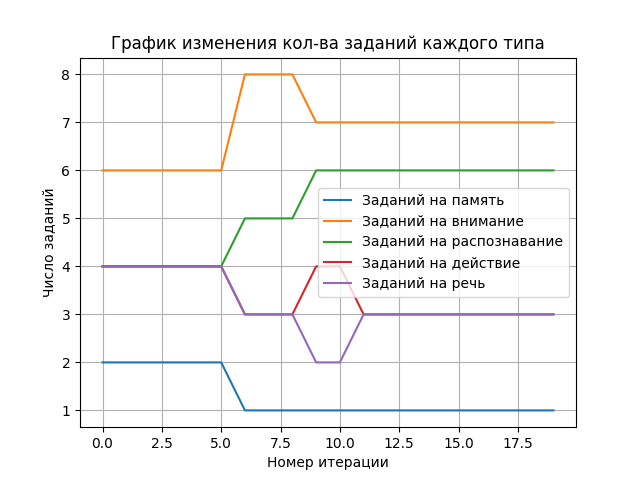 График изменения кол-ва заданий каждого типа
Число заданий
8
7
6
5
4
3
2
1
Заданий на память
Заданий на внимание
Заданий на распознавание
Заданий на действие
Заданий на речь
0.0 2.5 5.0 7.5 10.0 12.5 15.0 17.5
Номер итерации